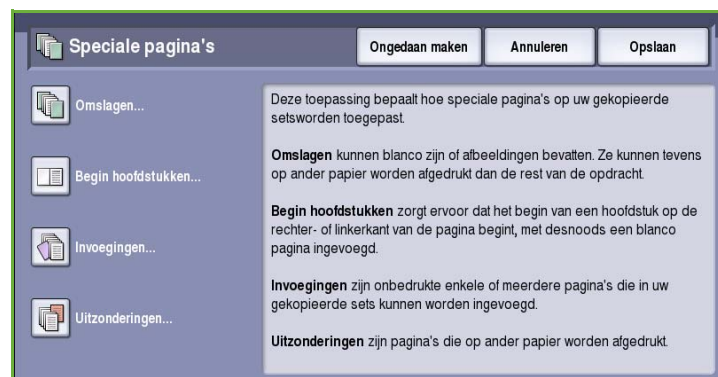 Speciale pagina's
Ongedaan maken
Annuleren
Opslaan
Omslagen...
Begin hoofdstukken...
Invoegingen...
Uitzonderingen...
Deze toepassing bepaalt hoe speciale pagina's op uw gekopieerde
setsworden toegepast.
Omslagen kunnen blanco zijn of afbeeldingen bevatten. Ze kunnen tevens
op ander papier worden afgedrukt dan de rest van de opdracht.
Begin hoofdstukken zorgt ervoor dat het begin van een hoofdstuk op de
rechter- of linkerkant van de pagina begint, met desnoods een blanco
pagina ingevoegd.
Invoegingen zijn onbedrukte enkele of meerdere pagina's die in uw
gekopieerde sets kunnen worden ingevoegd.
Uitzonderingen zijn pagina's die op ander papier worden afgedrukt.